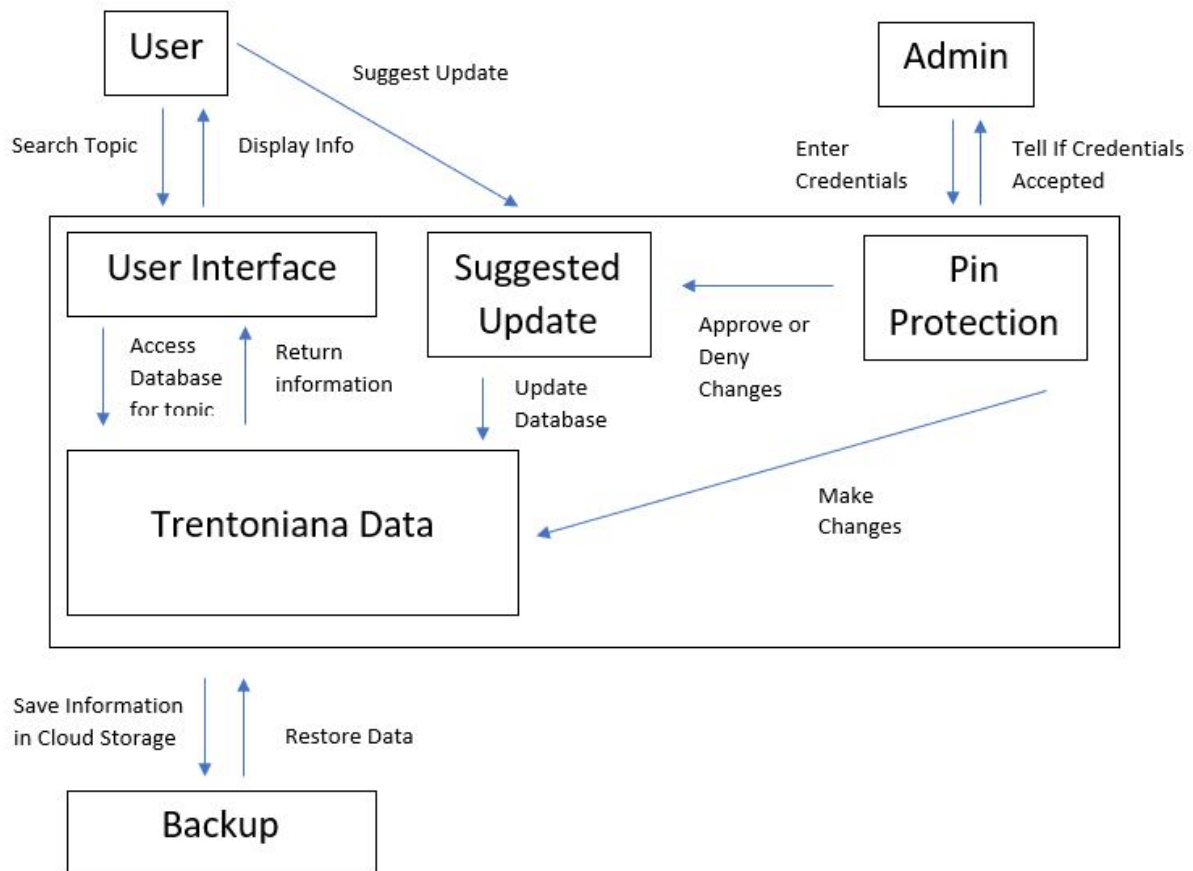 User
Admin
Suggest Update
Search Topic
Display Info
Enter
Credentials
Tell If Credentials
Accepted
User Interface
Suggested
Update
Pin
Protection
Access
Database
for topic
Return
information
Approve or
Deny
Changes
Update
Database
Trentoniana Data
Make
Changes
Save Information
in Cloud Storage
Restore Data
Backup